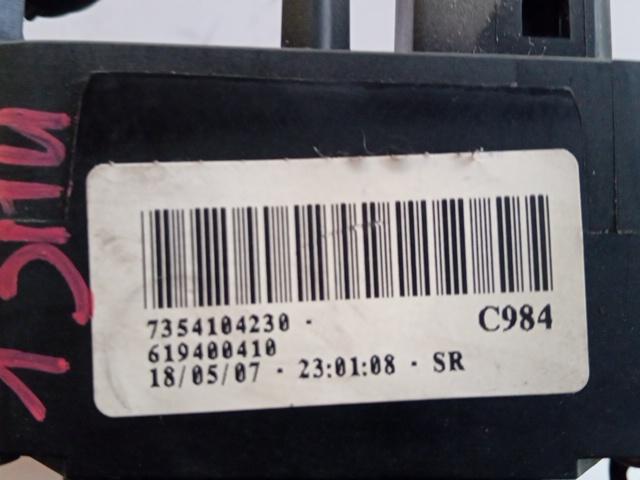 7354104230 -
C984
619400410
18/05/07 - 23:01:08 - SR